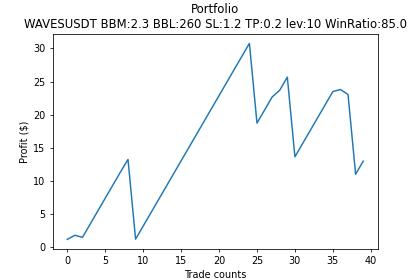 Portfolio
WAVESUSDT BBM:2.3 BBL:260 SL:1.2 TP:0.2 lev:10 WinRatio:85.0
30
25
20
15
10
5
0
Profit ($)
0 5 10 15 20 25 30 35 40
Trade counts